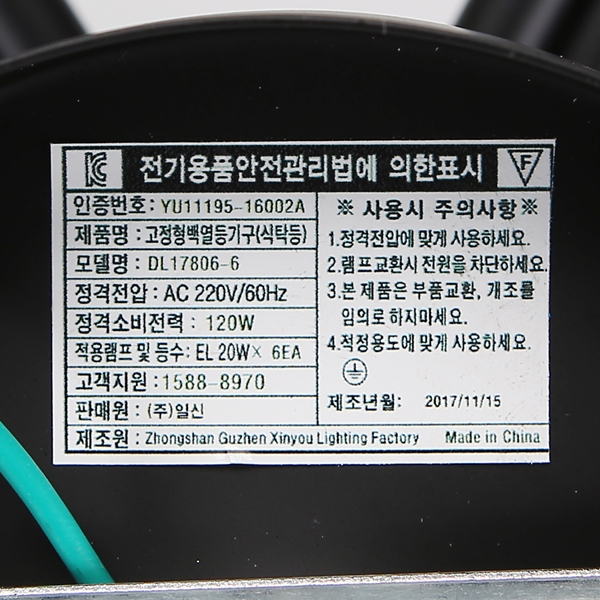 전기용품안전관리법에 의한표시 F
인증번호: YU11195-16002A
제품명: 고정형백열등기구(식탁등)
모델명: DL17806-6
정격전압: AC 220V/60Hz
정격소비전력: 120W
적용램프 및 등수: EL 20W× 6EA
고객지원: 1588-8970
판매원: (주)일신
※ 사용시 주의사항 ※
1.정격전압에 맞게 사용하세요.
2.램프교환시 전원을 차단하세요.
3.본 제품은 부품교환, 개조를
임의로 하지마세요.
4.적정용도에 맞게 사용하세요.
제조년월: 2017/11/15
제조원: Zhongshan Guzhen Xinyou Lighting Factory Made in China